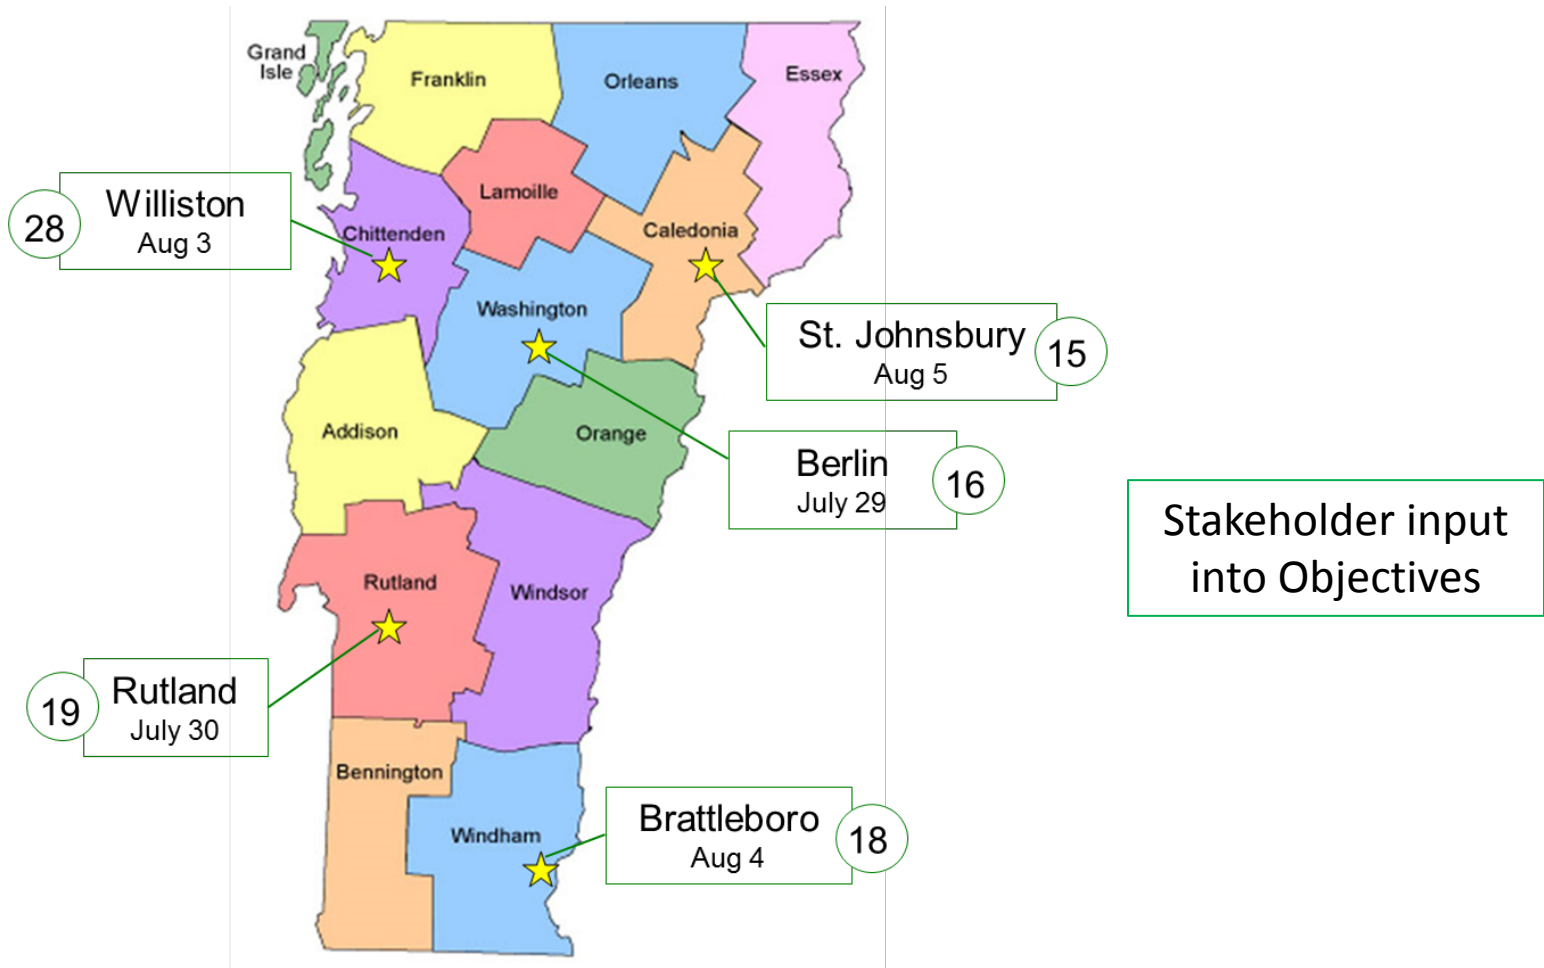 Grand
Isle
Franklin
Orleans
Essex
Lamoille
Williston
Aug 3
28
Chittenden
Caledonia
Washington
St. Johnsbury
Aug 5
15
Addison
Orange
Berlin
July 29
16
Stakeholder input
into Objectives
Rutland
Windsor
Rutland
July 30
19
Bennington
Windham
Brattleboro
Aug 4
18